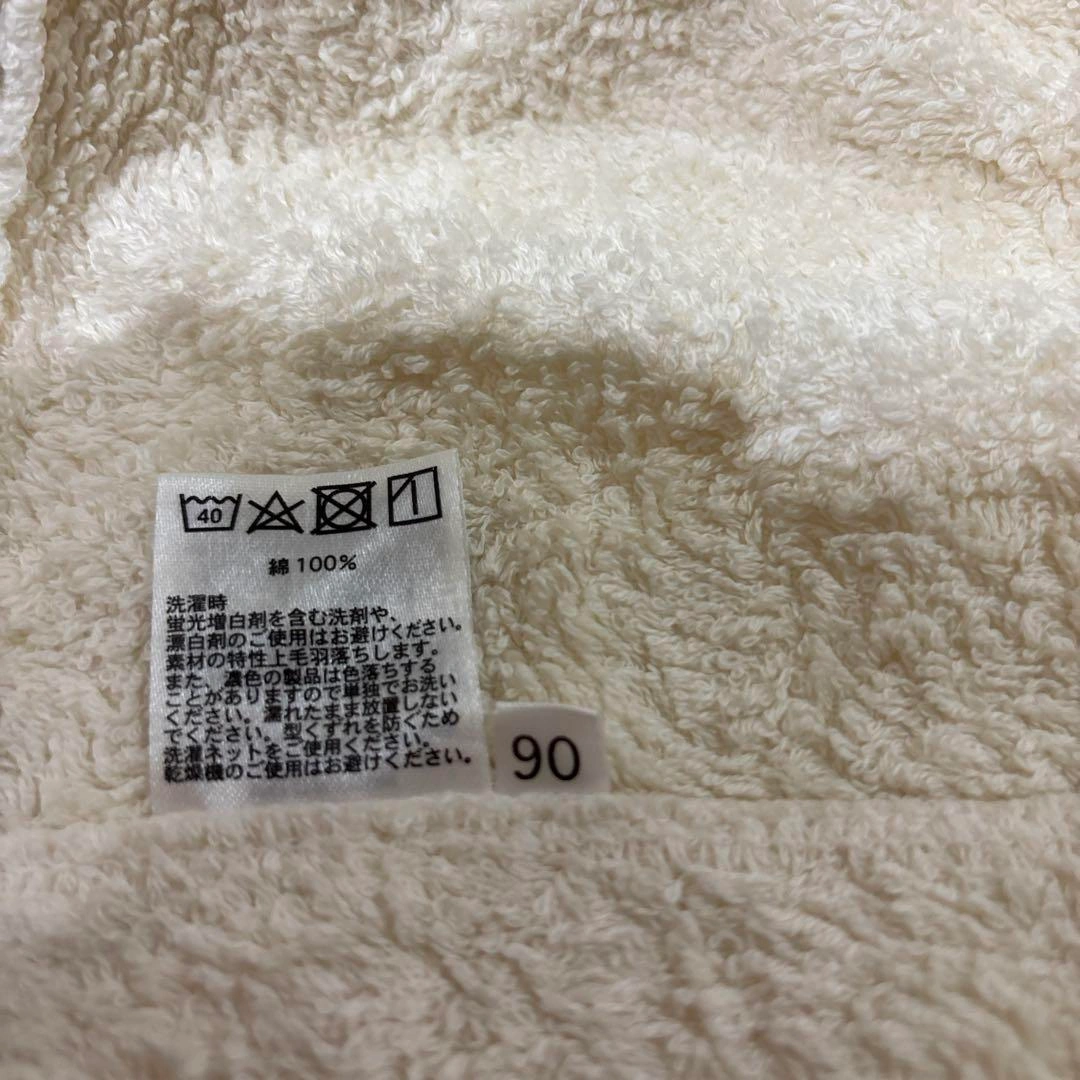 40
綿 100%
洗濯時
蛍光増白剤を含む洗剤や、
漂白剤のご使用はお避けください。
素材の特性上毛羽落ちします。
また、濃色の製品は色落ちする
ことがありますので単独でお洗い
ください。濡れたまま放置しない
でください。型くずれを防ぐため
洗濯ネットをご使用ください。
乾燥機のご使用はお避けください。
90